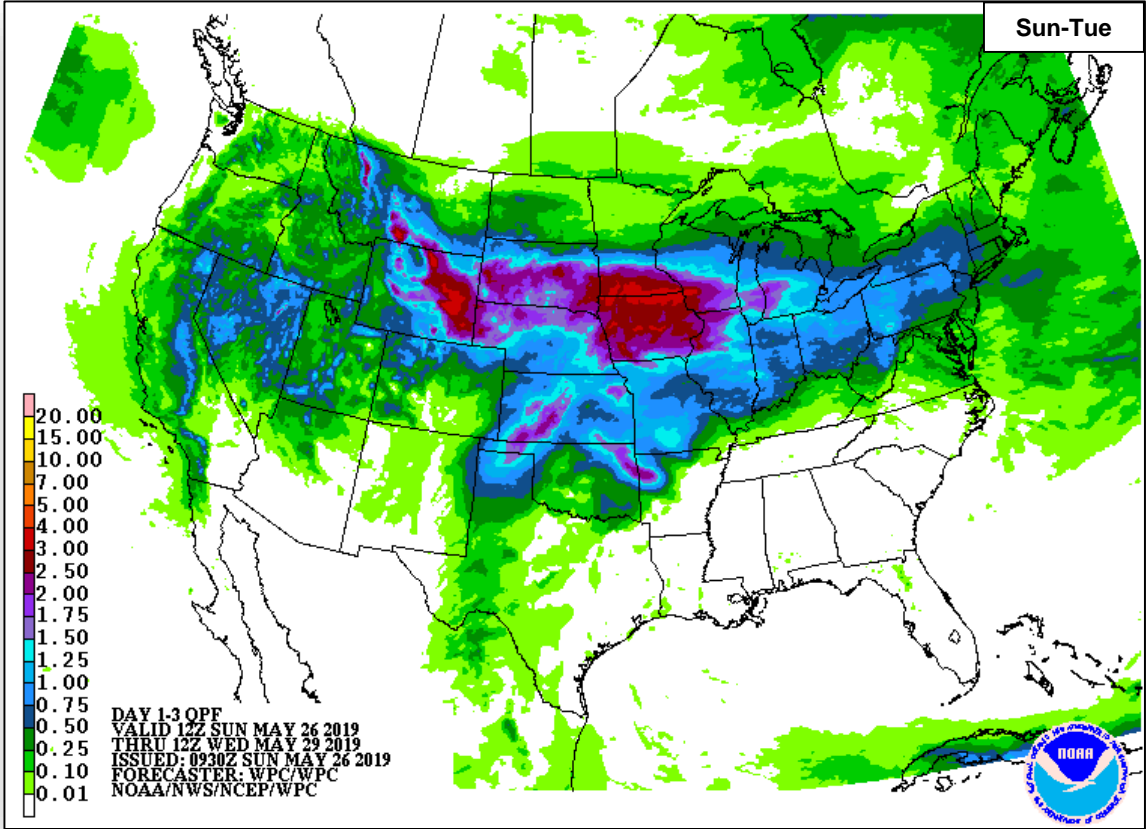 Sun-Tue
20.00
15.00
10.00
7.00
5.00
4.00
3.00
2.50
2.00
1.75
1.50
1.25
1.00
0.75
0.50
0.25
0.10
0.01
DAY 1-3 QPF
VALID 12Z SUN MAY 26 2019
THRU 12Z WED MAY 29 2019
ISSUED: 0930Z SUN MAY 26 2019
FORECASTER: WPC/WPC
NOAA/NWS/NCEP/WPC
NOAA